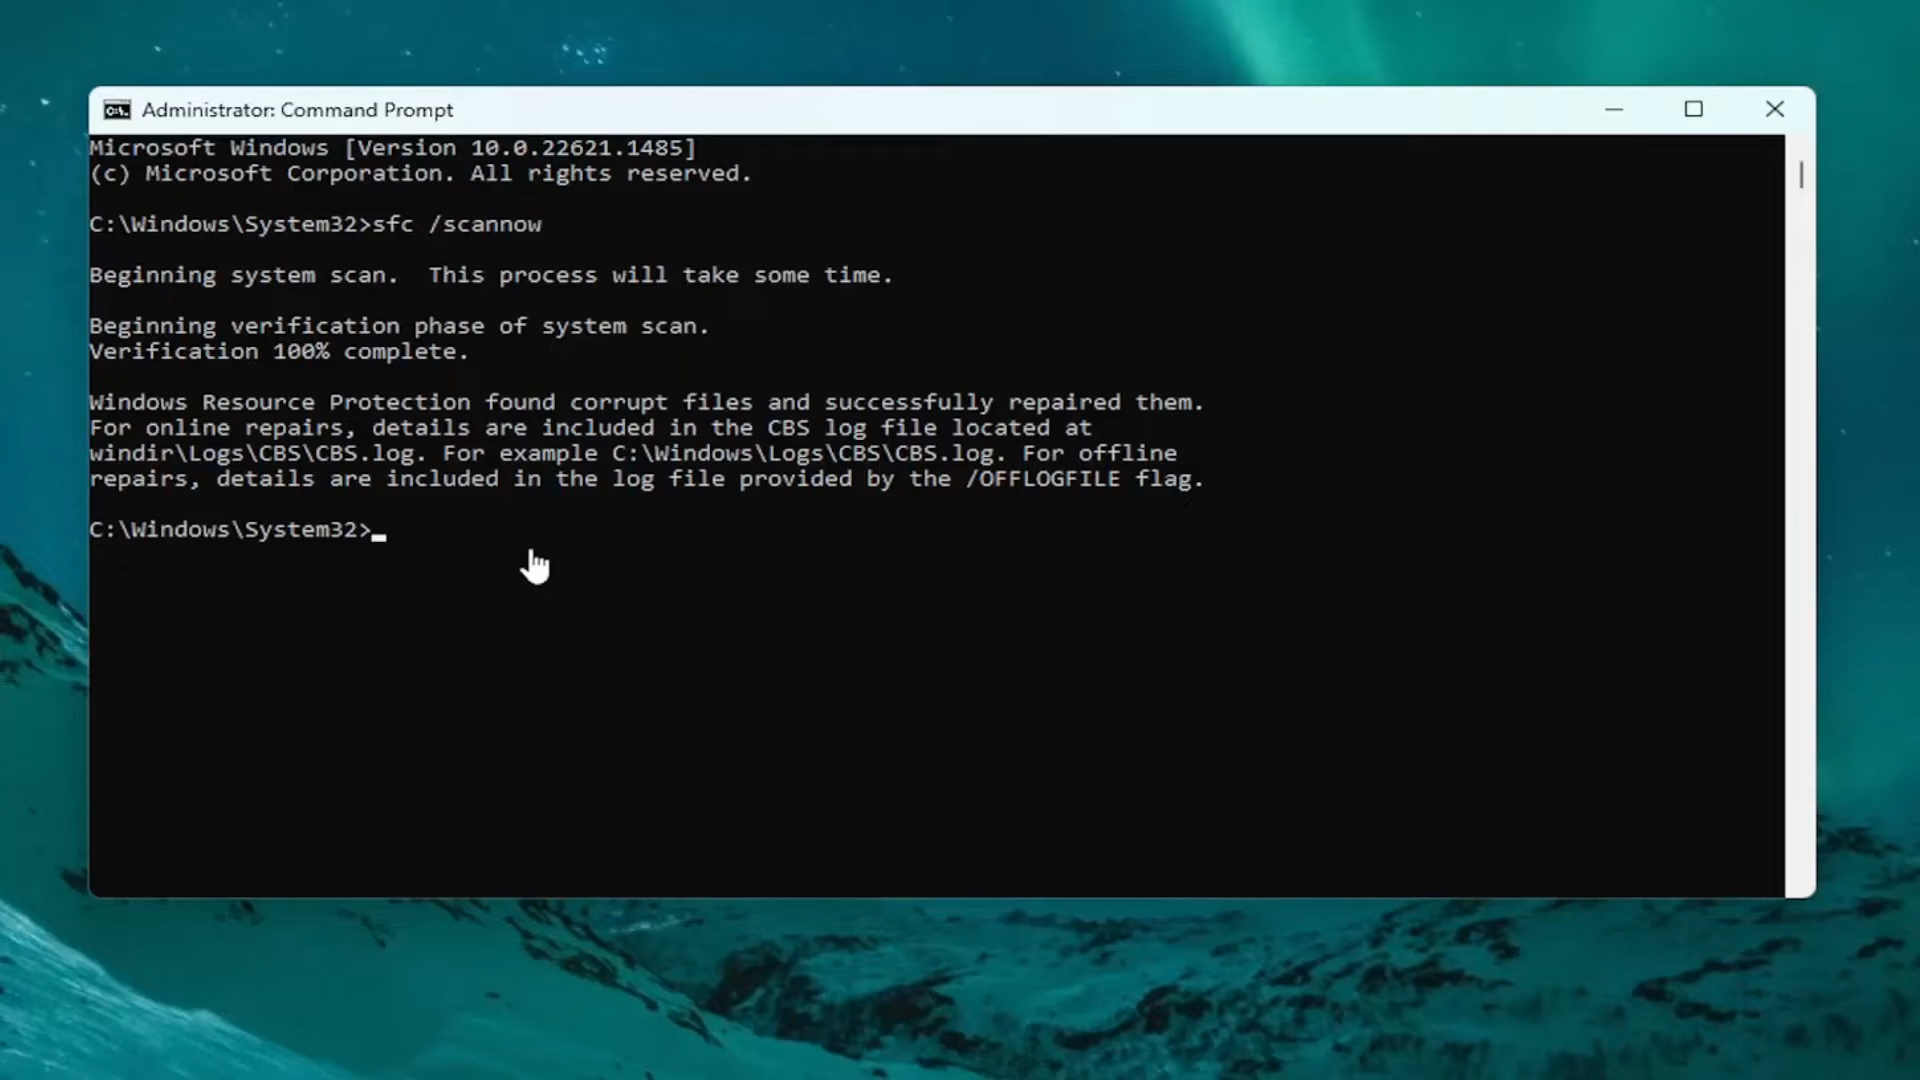 Administrator: Command Prompt
Microsoft Windows [Version 10.0.22621.1485]
(c) Microsoft Corporation. All rights reserved.
C:\Windows\System32>sfc /scannow
Beginning system scan.  This process will take some time.
Beginning verification phase of system scan.
Verification 100% complete.
Windows Resource Protection found corrupt files and successfully repaired them.
For online repairs, details are included in the CBS log file located at
windir\Logs\CBS\CBS.log. For example C:\Windows\Logs\CBS\CBS.log. For offline
repairs, details are included in the log file provided by the /OFFLOGFILE flag.
C:\Windows\System32>